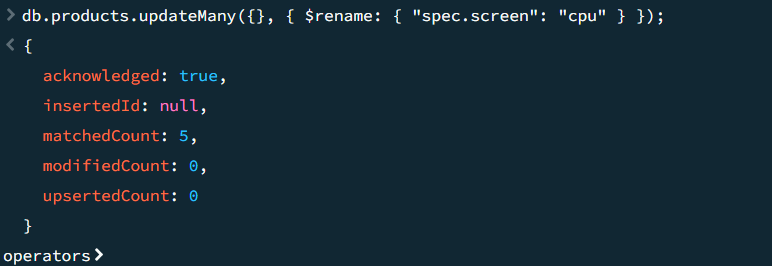 > db.products.updateMany({}, { $rename: { "spec.screen": "cpu" } });
< {
acknowledged: true,
insertedId: null,
matchedCount: 5,
modifiedCount: 0,
upsertedCount: 0
}
operators>